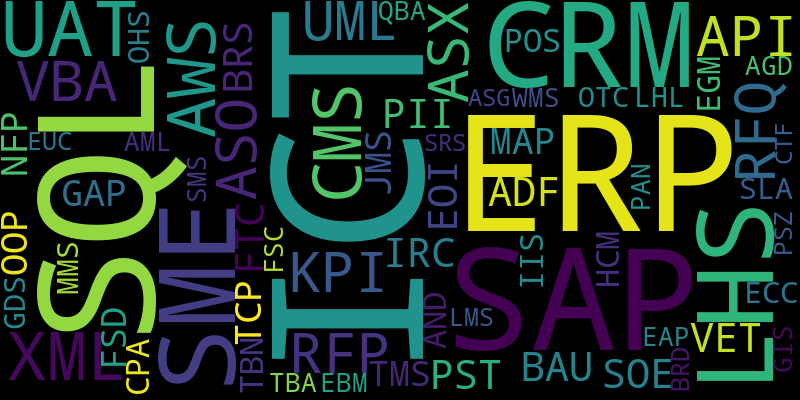 UAT
OHS
AWS
BRS
UML
QBA
ASX
CRM
POS
API
AGD
VBA
SQL
ICT
CMS
PII
ASG
WMS
OTC
LHL
EGM
RFQ
CTF
NFP
EUC
AML
SMS
ASO
JMS
SRS
MAP
ERP
GAP
EOI
ADF
PAN
SLA
PSZ
OOP
MMS
SME
FTC
FSC
KPI
IRC
SAP
IIS
HCM
LHS
ECC
GDS
FSD
TCP
AND
LMS
XML
CPA
TBN
RFP
TBA
EBM
TMS
PST
BAU
SOE
EAP
BRD
VET
GIS